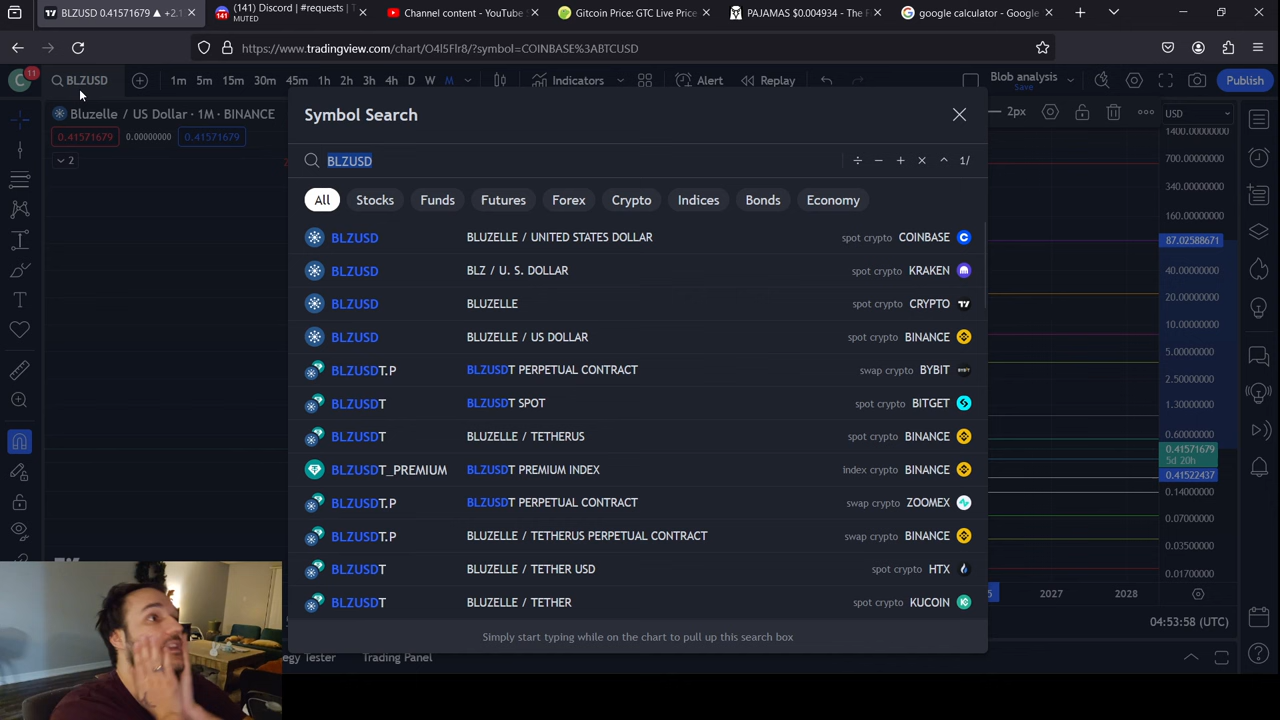 BLZUSD 0.41571679 ▲ +2.1
(141) Discord | #requests | T
MUTED
Channel content - YouTube S
Gitcoin Price: GTC Live Price
PAJAMAS $0.004934 - The P
google calculator - Google
https://www.tradingview.com/chart/O4l5Flr8/?symbol=COINBASE%3ABTCUSD
C 11 BLZUSD 1m 5m 15m 30m 45m 1h 2h 3h 4h D W M Indicators Alert Replay Blob analysis Save Publish
Bluzelle / US Dollar · 1M · BINANCE
0.41571679 0.00000000 0.41571679
2
2px
USD
Symbol Search
BLZUSD
1/
All Stocks Funds Futures Forex Crypto Indices Bonds Economy
BLZUSD BLUZELLE / UNITED STATES DOLLAR spot crypto COINBASE
BLZUSD BLZ / U. S. DOLLAR spot crypto KRAKEN
BLZUSD BLUZELLE spot crypto CRYPTO
BLZUSD BLUZELLE / US DOLLAR spot crypto BINANCE
BLZUSDT.P BLZUSDT PERPETUAL CONTRACT swap crypto BYBIT
BLZUSDT BLZUSDT SPOT spot crypto BITGET
BLZUSDT BLUZELLE / TETHERUS spot crypto BINANCE
BLZUSDT_PREMIUM BLZUSDT PREMIUM INDEX index crypto BINANCE
BLZUSDT.P BLZUSDT PERPETUAL CONTRACT swap crypto ZOOMEX
BLZUSDT.P BLUZELLE / TETHERUS PERPETUAL CONTRACT swap crypto BINANCE
BLZUSDT BLUZELLE / TETHER USD spot crypto HTX
BLZUSDT BLUZELLE / TETHER spot crypto KUCOIN
Simply start typing while on the chart to pull up this search box
1400.00000000
700.00000000
340.00000000
160.00000000
87.02588671
40.00000000
20.00000000
10.00000000
5.00000000
2.50000000
1.30000000
0.60000000
0.41571679
5d 20h
0.41522437
0.14000000
0.07000000
0.03500000
0.01700000
2027 2028
04:53:58 (UTC)
egy Tester Trading Panel